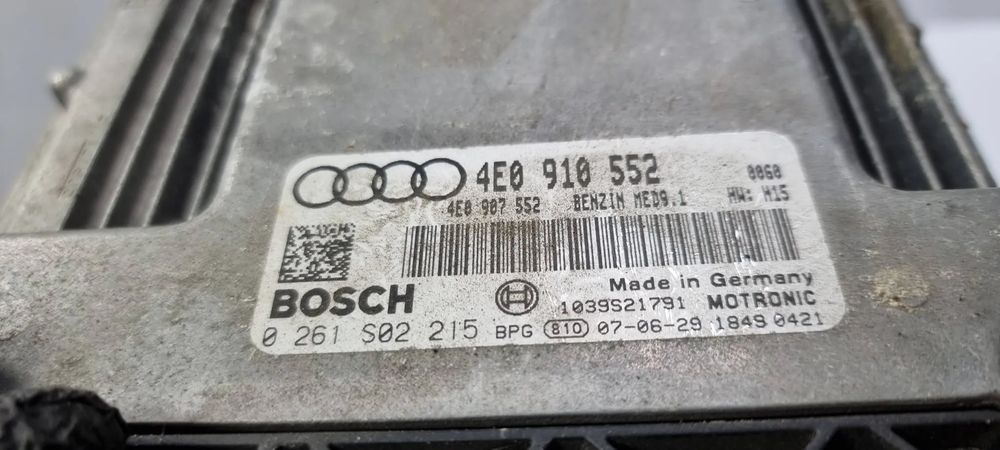 4E0 910 552 0060
4E0 907 552 BENZIN MED9.1 HW: H15
Made in Germany
BOSCH 1039S21791 MOTRONIC
0 261 S02 215 BPG 810 07-06-29 1849 0421